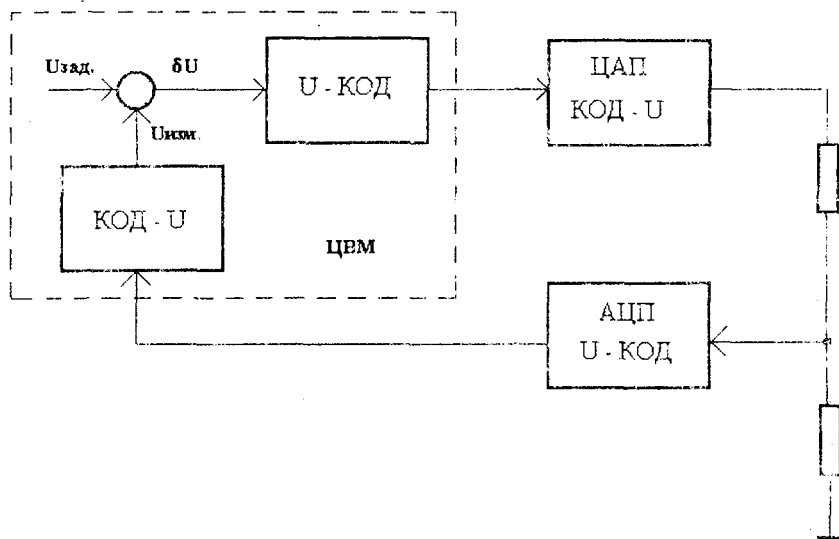 Uзад.
δU
U - КОД
ЦАП
КОД - U
Uизм.
КОД - U
ЦВМ
АЦП
U - КОД